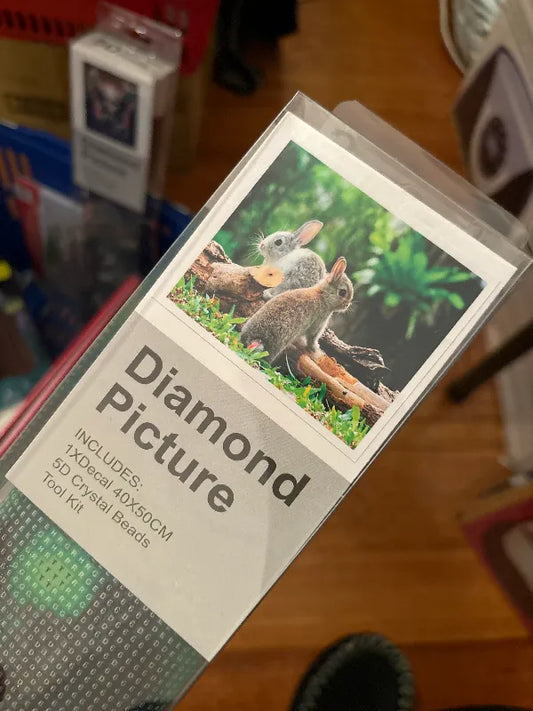 Diamond
Picture
INCLUDES:
1XDecal 40X50CM
5D Crystal Beads
Tool Kit